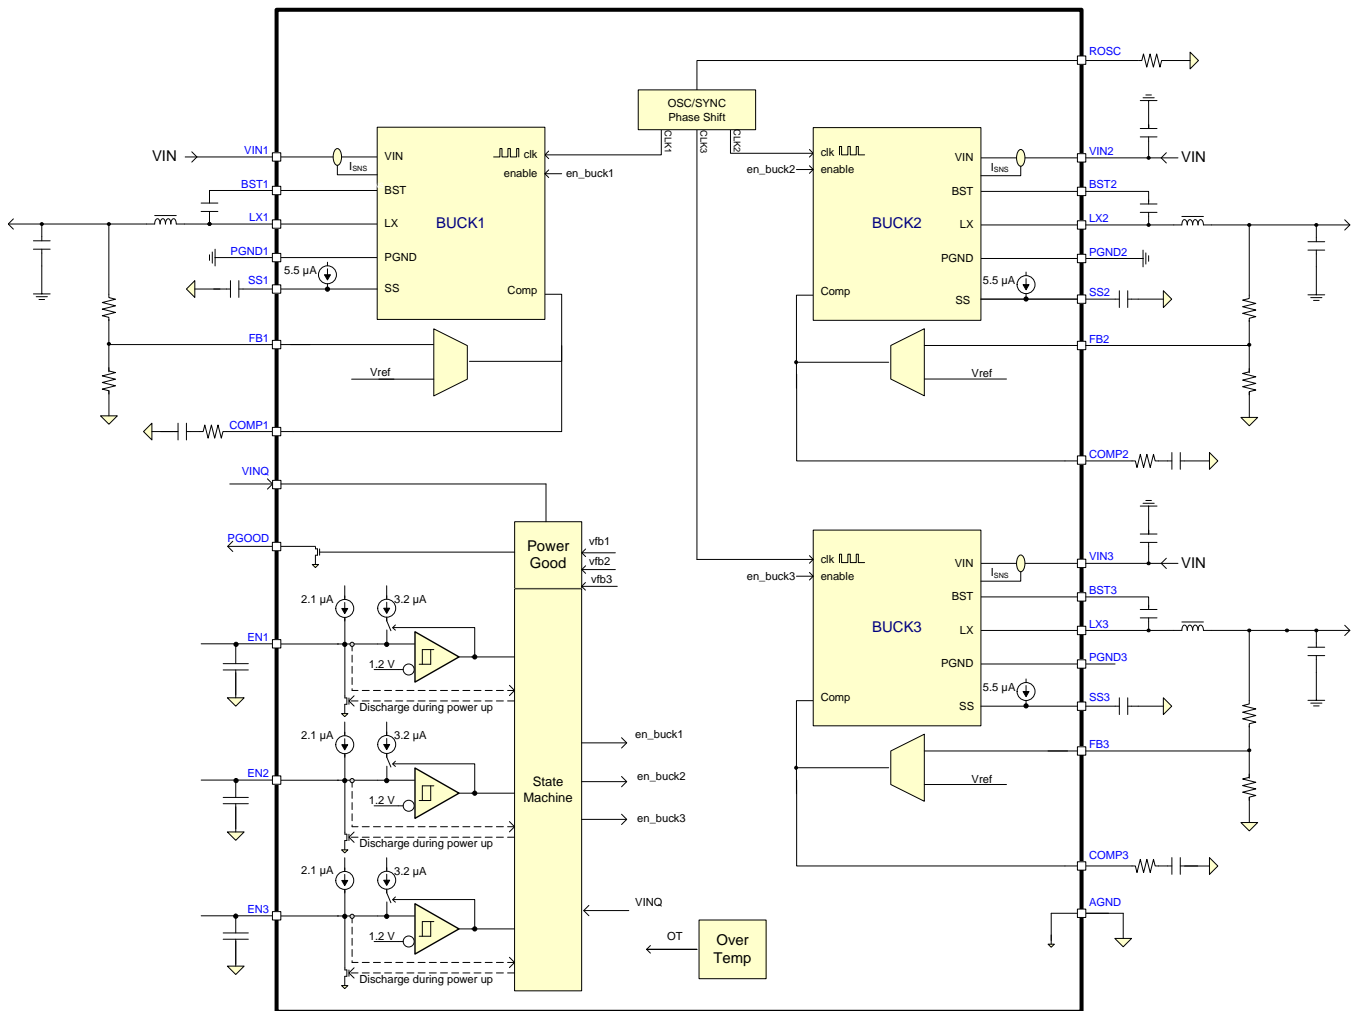 ROSC
OSC/SYNC
Phase Shift
CLK1
CLK3
CLK2
VIN
VIN1
ISNS
VIN
clk
enable
en_buck1
BST1
BST
LX1
LX
BUCK1
PGND1
PGND
5.5 µA
SS1
SS
Comp
FB1
Vref
COMP1
en_buck2
clk
enable
VIN
ISNS
VIN2
VIN
BST
BST2
BUCK2
LX
LX2
PGND
PGND2
5.5 µA
Comp
SS
SS2
FB2
Vref
COMP2
VINQ
PGOOD
Power
Good
vfb1
vfb2
vfb3
en_buck3
clk
enable
VIN
ISNS
VIN3
VIN
BST
BST3
BUCK3
LX
LX3
PGND
PGND3
5.5 µA
Comp
SS
SS3
FB3
Vref
COMP3
AGND
2.1 µA
3.2 µA
EN1
1.2 V
Discharge during power up
2.1 µA
3.2 µA
EN2
1.2 V
Discharge during power up
2.1 µA
3.2 µA
EN3
1.2 V
Discharge during power up
State
Machine
en_buck1
en_buck2
en_buck3
VINQ
OT
Over
Temp